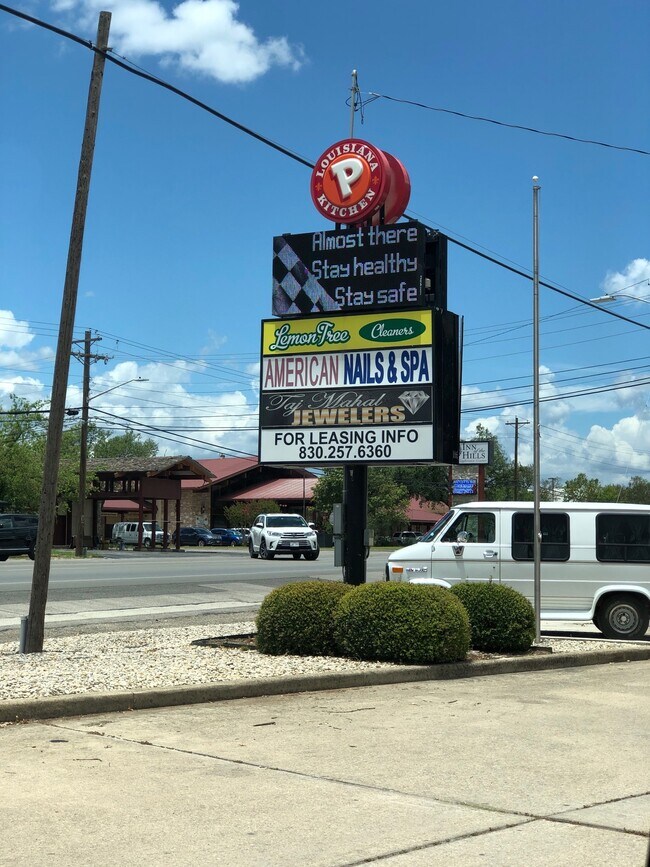 LOUISIANA
P
KITCHEN
Almost there
Stay healthy
Stay safe
Lemon-Tree Cleaners
AMERICAN NAILS & SPA
Taj Mahal
JEWELERS
FOR LEASING INFO
830.257.6360
INN
HILLS